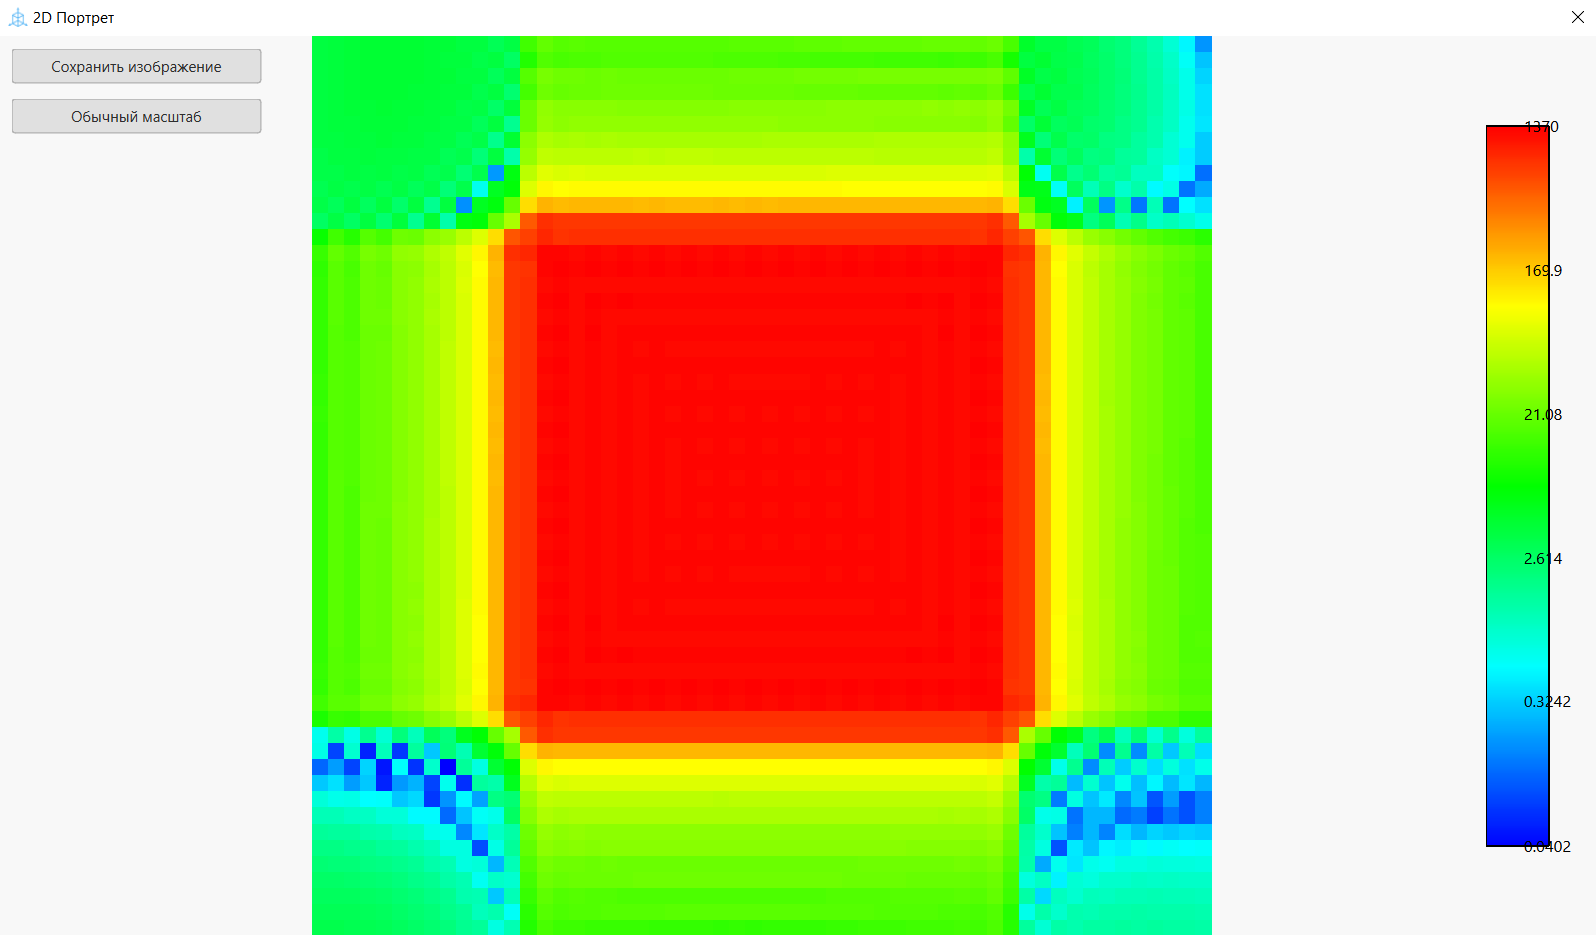 2D Портрет
Сохранить изображение
Обычный масштаб
1370
169.9
21.08
2.614
0.3242
0.0402